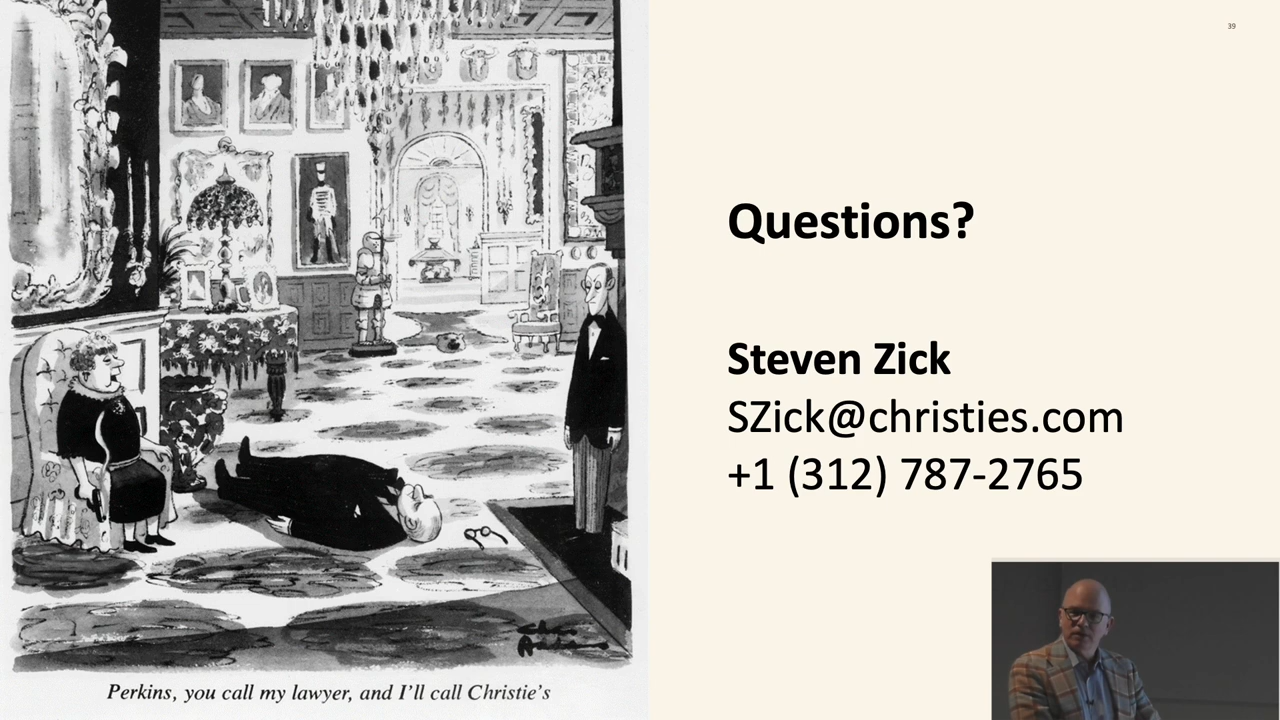 39
Questions?
Steven Zick
SZick@christies.com
+1 (312) 787-2765
Perkins, you call my lawyer, and I'll call Christie's